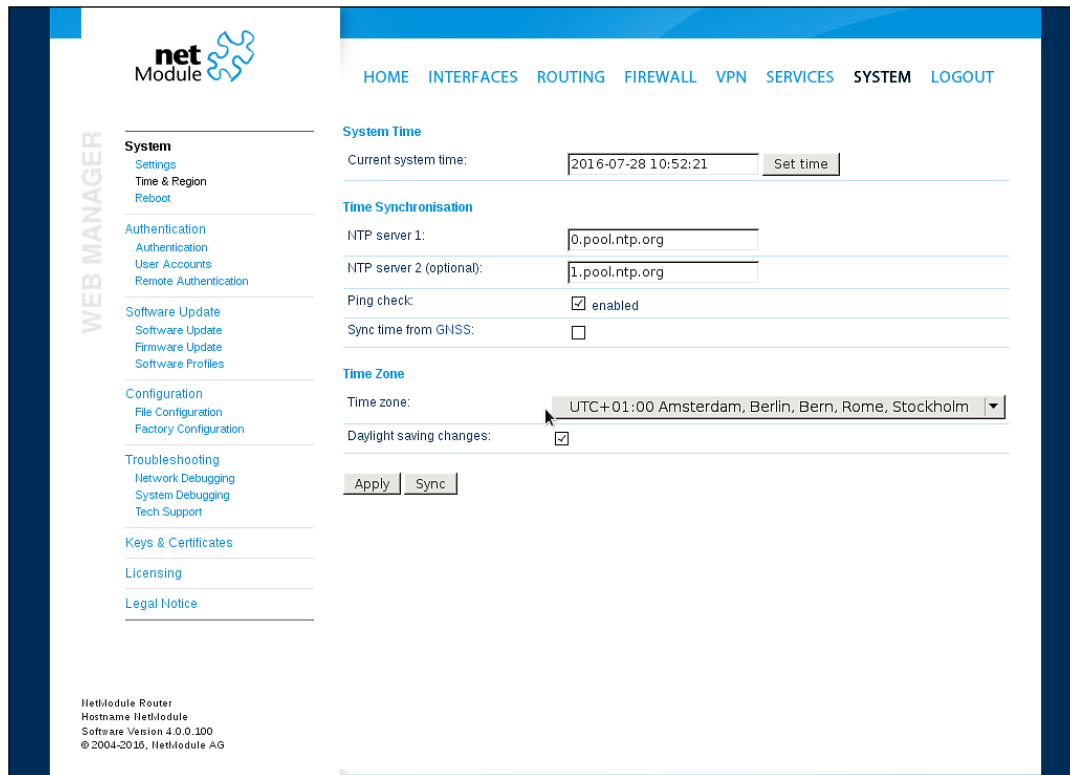 net
Module
HOME INTERFACES ROUTING FIREWALL VPN SERVICES SYSTEM LOGOUT
WEB MANAGER
System
Settings
Time & Region
Reboot
Authentication
Authentication
User Accounts
Remote Authentication
Software Update
Software Update
Firmware Update
Software Profiles
Configuration
File Configuration
Factory Configuration
Troubleshooting
Network Debugging
System Debugging
Tech Support
Keys & Certificates
Licensing
Legal Notice
System Time
Current system time: 2016-07-28 10:52:21 Set time
Time Synchronisation
NTP server 1: 0.pool.ntp.org
NTP server 2 (optional): 1.pool.ntp.org
Ping check: enabled
Sync time from GNSS:
Time Zone
Time zone: UTC+01:00 Amsterdam, Berlin, Bern, Rome, Stockholm
Daylight saving changes:
Apply Sync
NetModule Router
Hostname NetModule
Software Version 4.0.0.100
© 2004-2016, NetModule AG